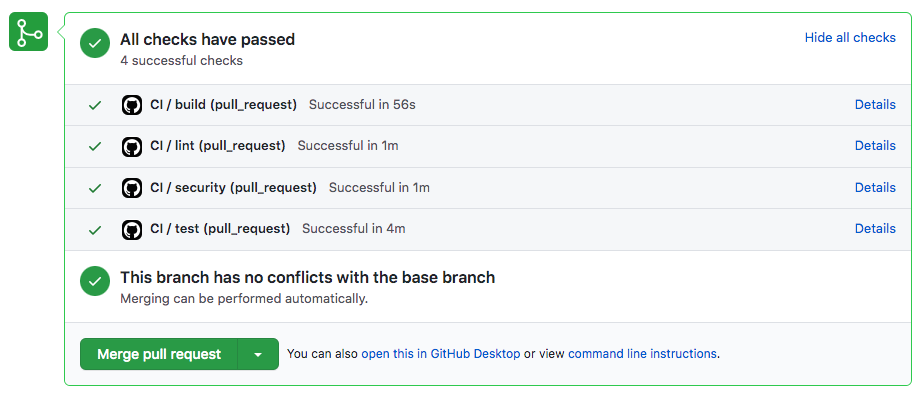 All checks have passed
Hide all checks
4 successful checks
CI / build (pull_request) Successful in 56s Details
CI / lint (pull_request) Successful in 1m Details
CI / security (pull_request) Successful in 1m Details
CI / test (pull_request) Successful in 4m Details
This branch has no conflicts with the base branch
Merging can be performed automatically.
Merge pull request You can also open this in GitHub Desktop or view command line instructions.